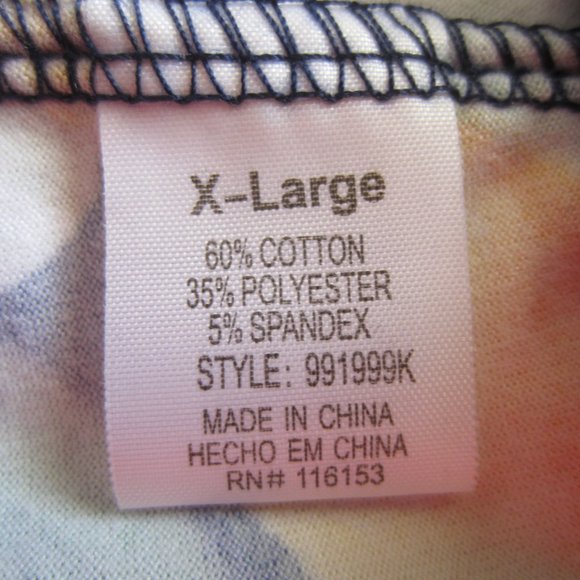 X-Large
60% COTTON
35% POLYESTER
5% SPANDEX
STYLE: 991999K
MADE IN CHINA
HECHO EM CHINA
RN# 116153